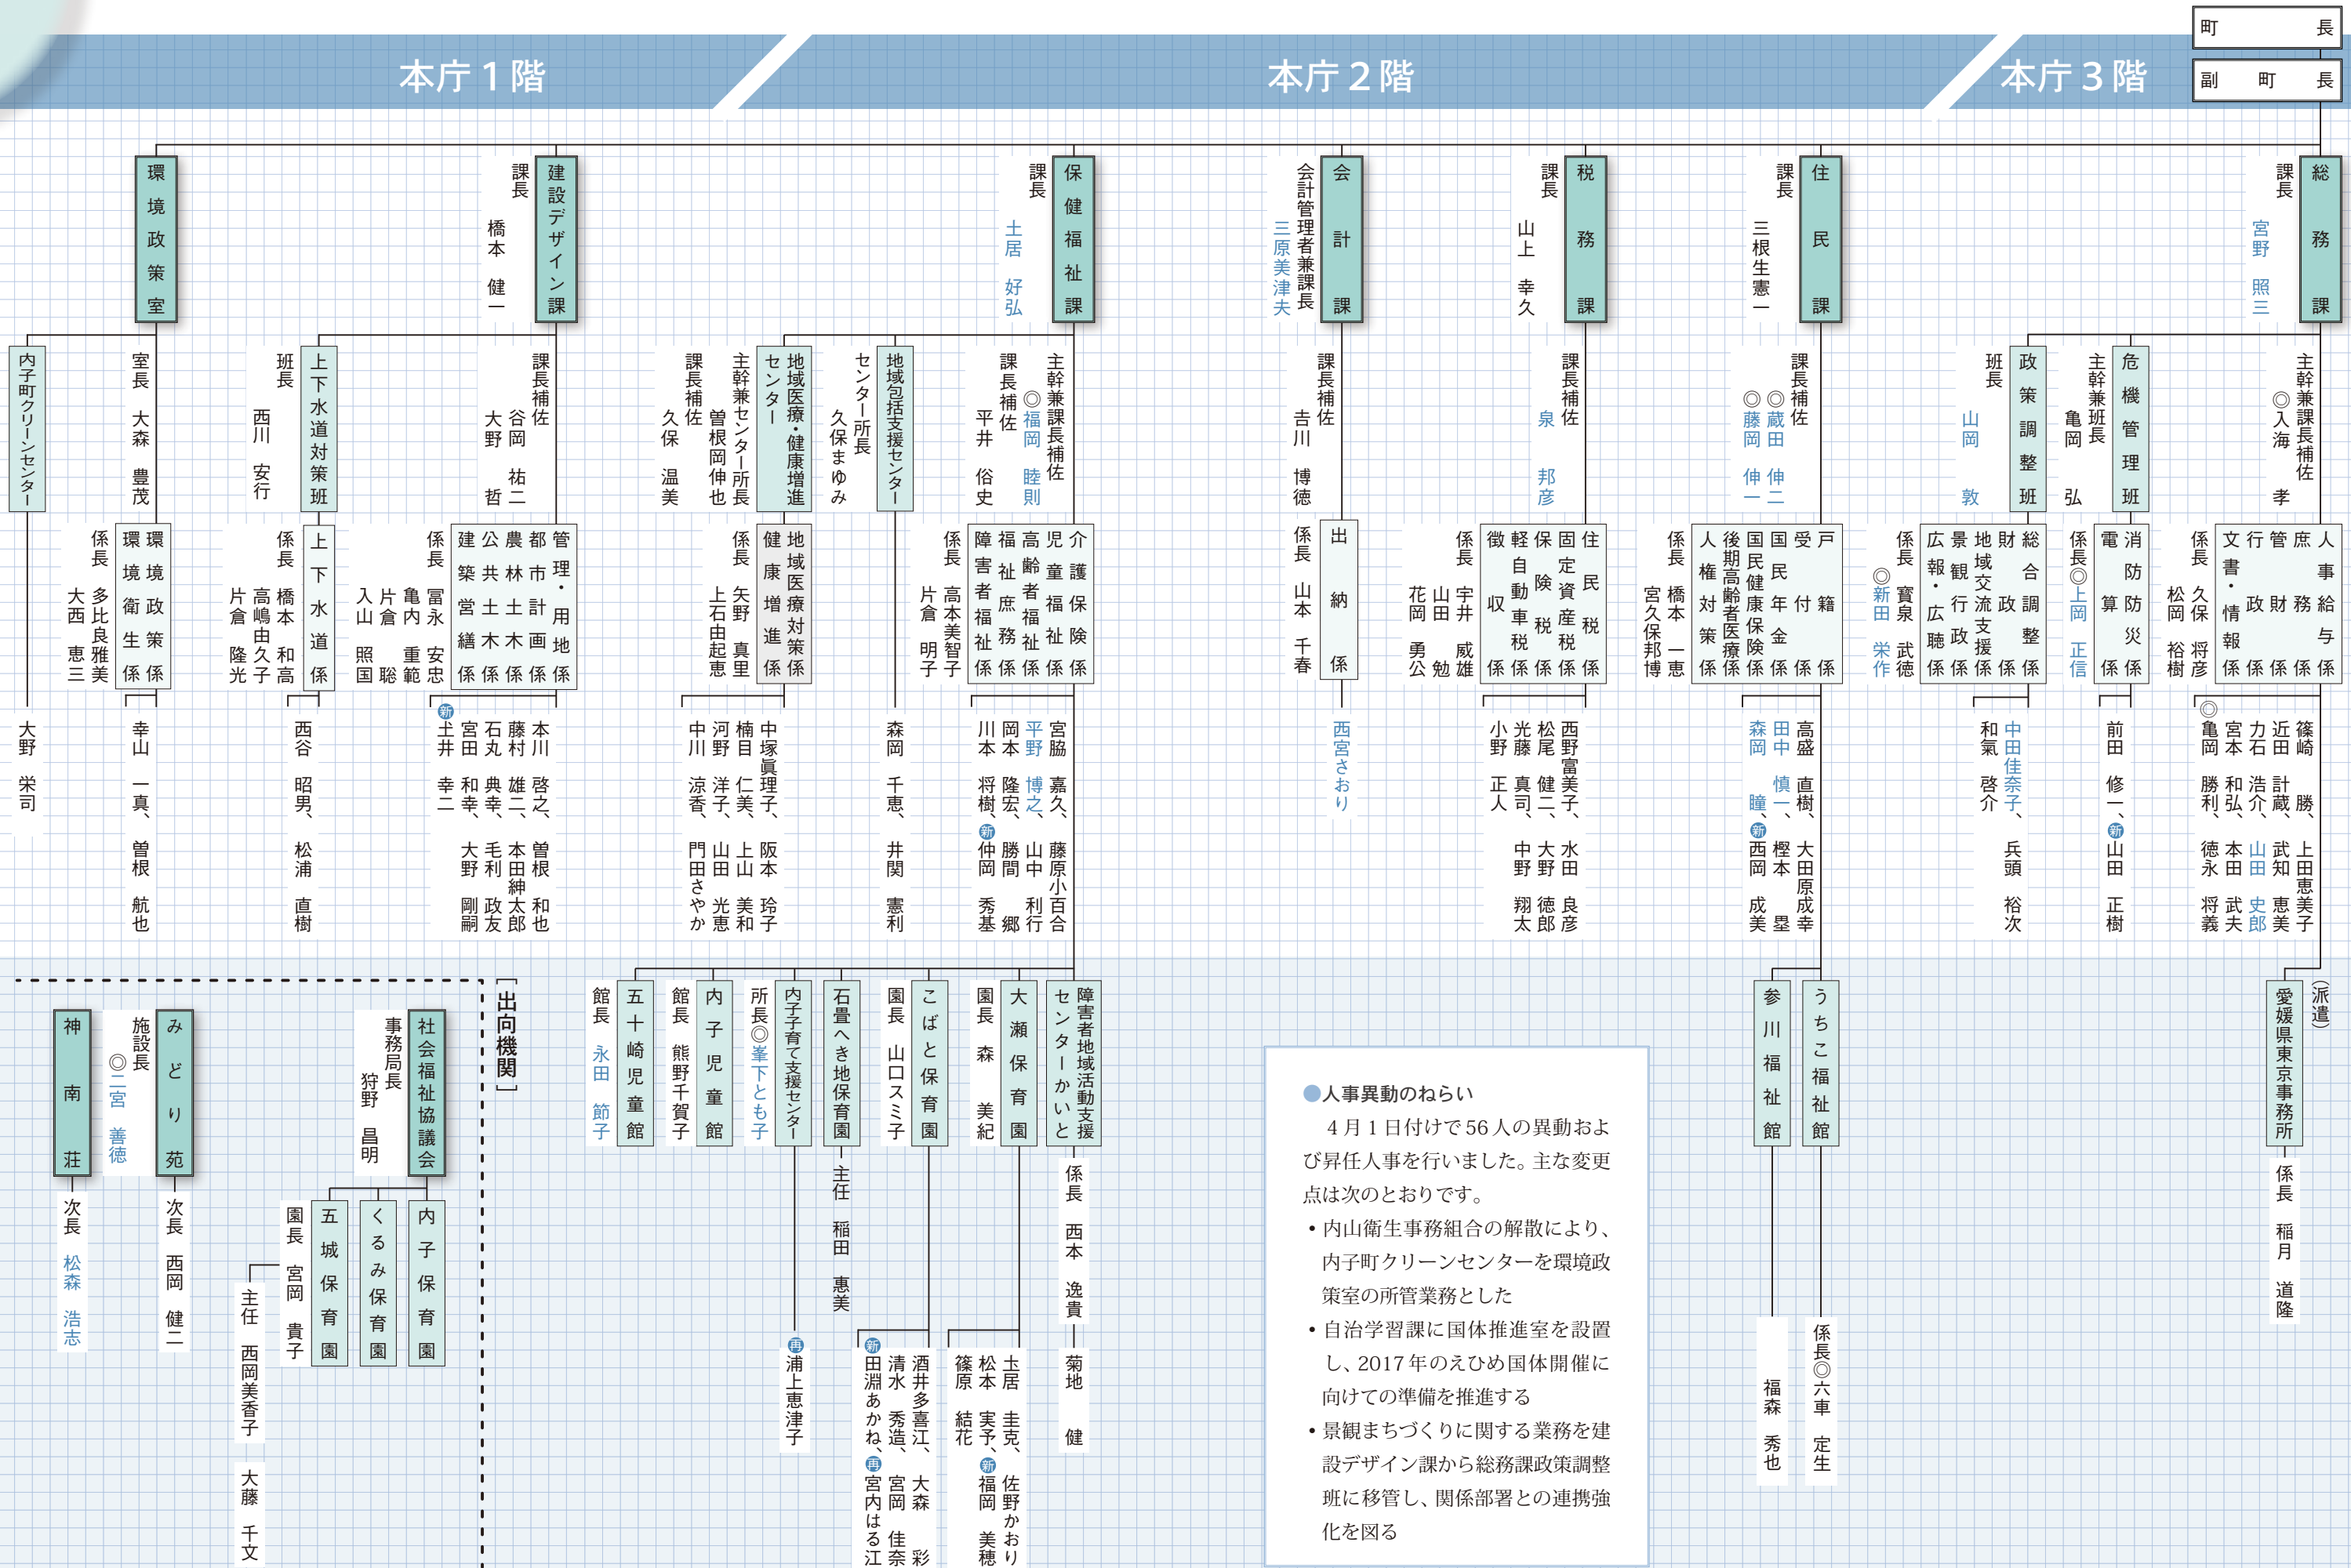 町長
副町長
本庁３階
本庁２階
本庁１階
総務課
課長
宮野 照三
主幹兼課長補佐
◎入海 孝
人事給与係
庶務係
管財係
行政係
文書・情報係
係長 久保 将彦
松岡 裕樹
篠崎 勝、上田恵美子
近田 計蔵、武知 恵美
力石 浩介、山田 史郎
宮本 和弘、本田 武夫
◎亀岡 勝利、徳永 将義
（派遣）
愛媛県東京事務所
係長 稲月 道隆
危機管理班
主幹兼班長
亀岡 弘
消防防災係
電算係
係長◎上岡 正信
前田 修一、㊟新山田 正樹
政策調整班
班長
山岡 敦
総合調整係
財政係
地域交流支援係
景観行政係
広報・広聴係
係長 寳泉 武徳
◎新田 栄作
中田佳奈子、兵頭 裕次
和氣 啓介
住民課
課長
三根生憲一
課長補佐
◎蔵田 伸二
◎藤岡 伸一
戸籍係
受付係
国民年金係
国民健康保険係
後期高齢者医療係
人権対策係
係長 橋本 一恵
宮久保邦博
高盛 直樹、大田原成幸
田中 慎一、樫本 塁
森岡 瞳、新西岡 成美
うちこ福祉館
係長◎六車 定生
参川福祉館
福森 秀也
税務課
課長
山上 幸久
課長補佐
泉 邦彦
住民税係
固定資産税係
保険税係
軽自動車税係
徴収係
係長 宇井 威雄
山田 勉
花岡 勇公
西野富美子、水田 良彦
松尾 健二、大野 徳郎
光藤 真司、中野 翔太
小野 正人
会計課
会計管理者兼課長
三原美津夫
課長補佐
吉川 博徳
出納係
係長 山本 千春
西宮さおり
保健福祉課
課長
土居 好弘
主幹兼課長補佐
◎福岡 睦則
課長補佐
平井 俊史
介護保険係
児童福祉係
高齢者福祉係
福祉庶務係
障害者福祉係
係長 高本美智子
片倉 明子
宮脇 嘉久、藤原小百合
平野 博之、山中 利行
岡本 隆宏、勝間 郷
川本 将樹、新仲岡 秀基
地域包括支援センター
センター所長
久保まゆみ
森岡 千恵、井関 憲利
地域医療・健康増進
センター
主幹兼センター所長
曽根岡伸也
課長補佐
久保 温美
地域医療対策係
健康増進係
係長 矢野 真里
上石由起恵
中塚眞理子、阪本 玲子
楠目 仁美、上山 美和
河野 洋子、山田 光恵
中川 涼香、門田さやか
障害者地域活動支援
センターかいと
係長 西本 逸貴
菊地 健
大瀬保育園
園長 森 美紀
土居 圭克、佐野かおり
松本 実予、新福岡 美穂
篠原 結花
こばと保育園
園長 山口スミ子
酒井多喜江、大森 彩
清水 秀造、宮岡 佳奈
新田淵あかね、再宮内はる江
石畳へき地保育園
主任 稲田 惠美
内子子育て支援センター
所長◎峯下とも子
再浦上恵津子
内子児童館
館長 熊野千賀子
五十崎児童館
館長 永田 節子
建設デザイン課
課長
橋本 健一
課長補佐
谷岡 祐二
大野 哲
管理・用地係
都市計画係
農林土木係
公共土木係
建築営繕係
係長 冨永 安忠
亀内 重範
片倉 聡
入山 照国
本川 啓之、曽根 和也
藤村 雄二、本田紳太郎
石丸 典幸、毛利 政友
宮田 和幸、大野 剛嗣
新土井 幸二
上下水道対策班
班長
西川 安行
上下水道係
係長 橋本 和高
高嶋由久子
片倉 隆光
西谷 昭男、松浦 直樹
環境政策室
室長 大森 豊茂
環境政策係
環境衛生係
係長 多比良雅美
大西 恵三
幸山 一真、曽根 航也
内子町クリーンセンター
大野 栄司
［出向機関］
社会福祉協議会
事務局長
狩野 昌明
内子保育園
くるみ保育園
五城保育園
園長 宮岡 貴子
主任 西岡美香子
大藤 千文
みどり苑
施設長
◎二宮 善徳
次長 西岡 健二
神南荘
次長 松森 浩志
●人事異動のねらい
４月１日付けで56人の異動およ
び昇任人事を行いました。主な変更
点は次のとおりです。
・内山衛生事務組合の解散により、
内子町クリーンセンターを環境政
策室の所管業務とした
・自治学習課に国体推進室を設置
し、2017年のえひめ国体開催に
向けての準備を推進する
・景観まちづくりに関する業務を建
設デザイン課から総務課政策調整
班に移管し、関係部署との連携強
化を図る